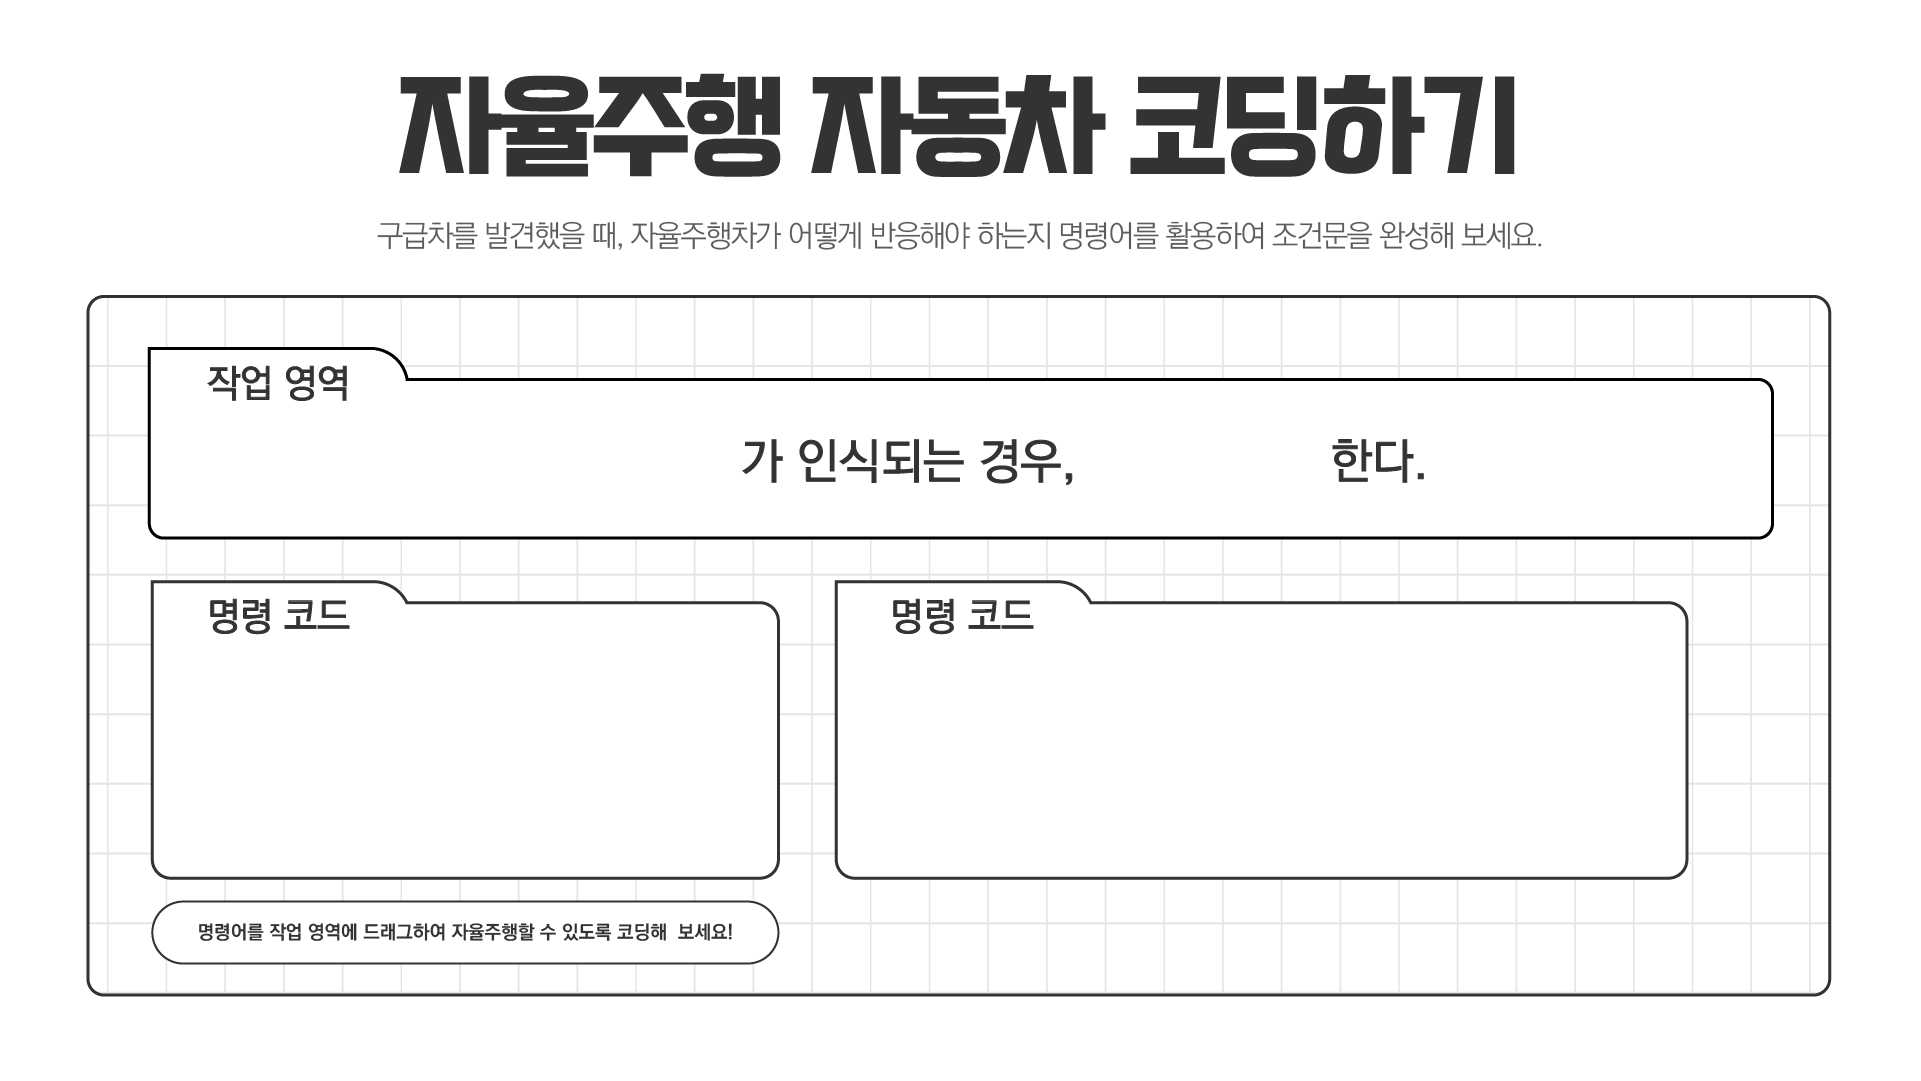 자율주행 자동차 코딩하기
구급차를 발견했을 때, 자율주행차가 어떻게 반응해야 하는지 명령어를 활용하여 조건문을 완성해 보세요.
작업 영역
가 인식되는 경우, 한다.
명령 코드
명령 코드
명령어를 작업 영역에 드래그하여 자율주행할 수 있도록 코딩해 보세요!